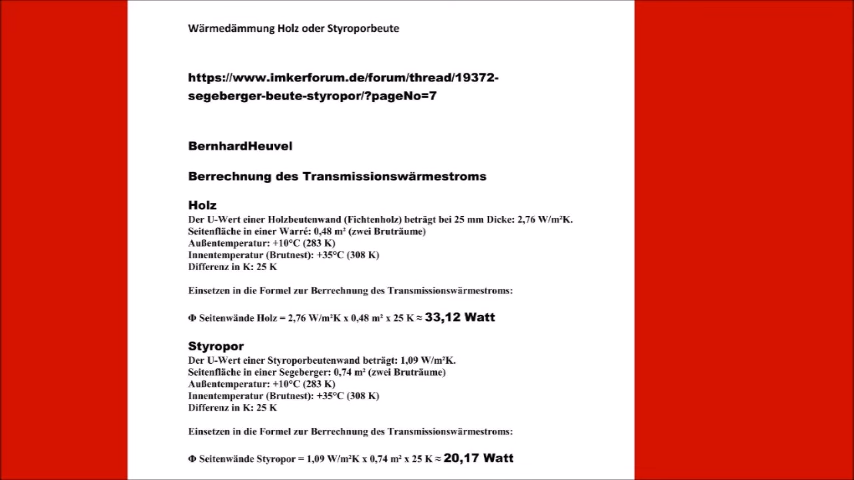 Wärmedämmung Holz oder Styroporbeute
https://www.imkerforum.de/forum/thread/19372-
segeberger-beute-styropor/?pageNo=7
BernhardHeuvel
Berrechnung des Transmissionswärmestroms
Holz
Der U-Wert einer Holzbeutenwand (Fichtenholz) beträgt bei 25 mm Dicke: 2,76 W/m²K.
Seitenfläche in einer Warré: 0,48 m² (zwei Bruträume)
Außentemperatur: +10°C (283 K)
Innentemperatur (Brutnest): +35°C (308 K)
Differenz in K: 25 K
Einsetzen in die Formel zur Berrechnung des Transmissionswärmestroms:
Φ Seitenwände Holz = 2,76 W/m²K x 0,48 m² x 25 K ≈ 33,12 Watt
Styropor
Der U-Wert einer Styroporbeutenwand beträgt: 1,09 W/m²K.
Seitenfläche in einer Segeberger: 0,74 m² (zwei Bruträume)
Außentemperatur: +10°C (283 K)
Innentemperatur (Brutnest): +35°C (308 K)
Differenz in K: 25 K
Einsetzen in die Formel zur Berrechnung des Transmissionswärmestroms:
Φ Seitenwände Styropor = 1,09 W/m²K x 0,74 m² x 25 K ≈ 20,17 Watt